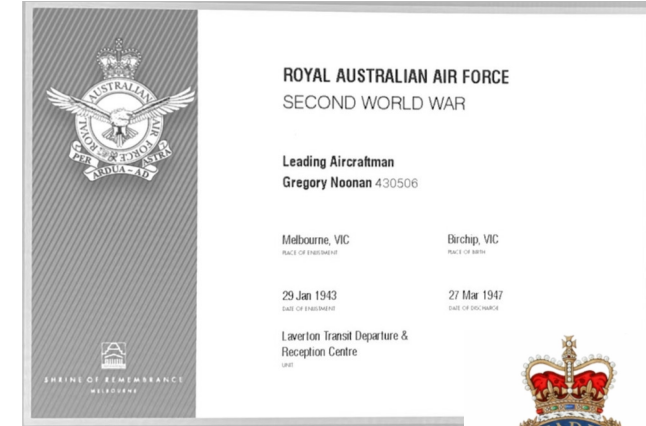 ROYAL AUSTRALIAN AIR FORCE
PER ARDUA - AD ASTRA
SHRINE OF REMEMBRANCE
MELBOURNE
ROYAL AUSTRALIAN AIR FORCE
SECOND WORLD WAR
Leading Aircraftman
Gregory Noonan 430506
Melbourne, VIC
PLACE OF ENLISTMENT
Birchip, VIC
PLACE OF BIRTH
29 Jan 1943
DATE OF ENLISTMENT
27 Mar 1947
DATE OF DISCHARGE
Laverton Transit Departure &
Reception Centre
UNIT